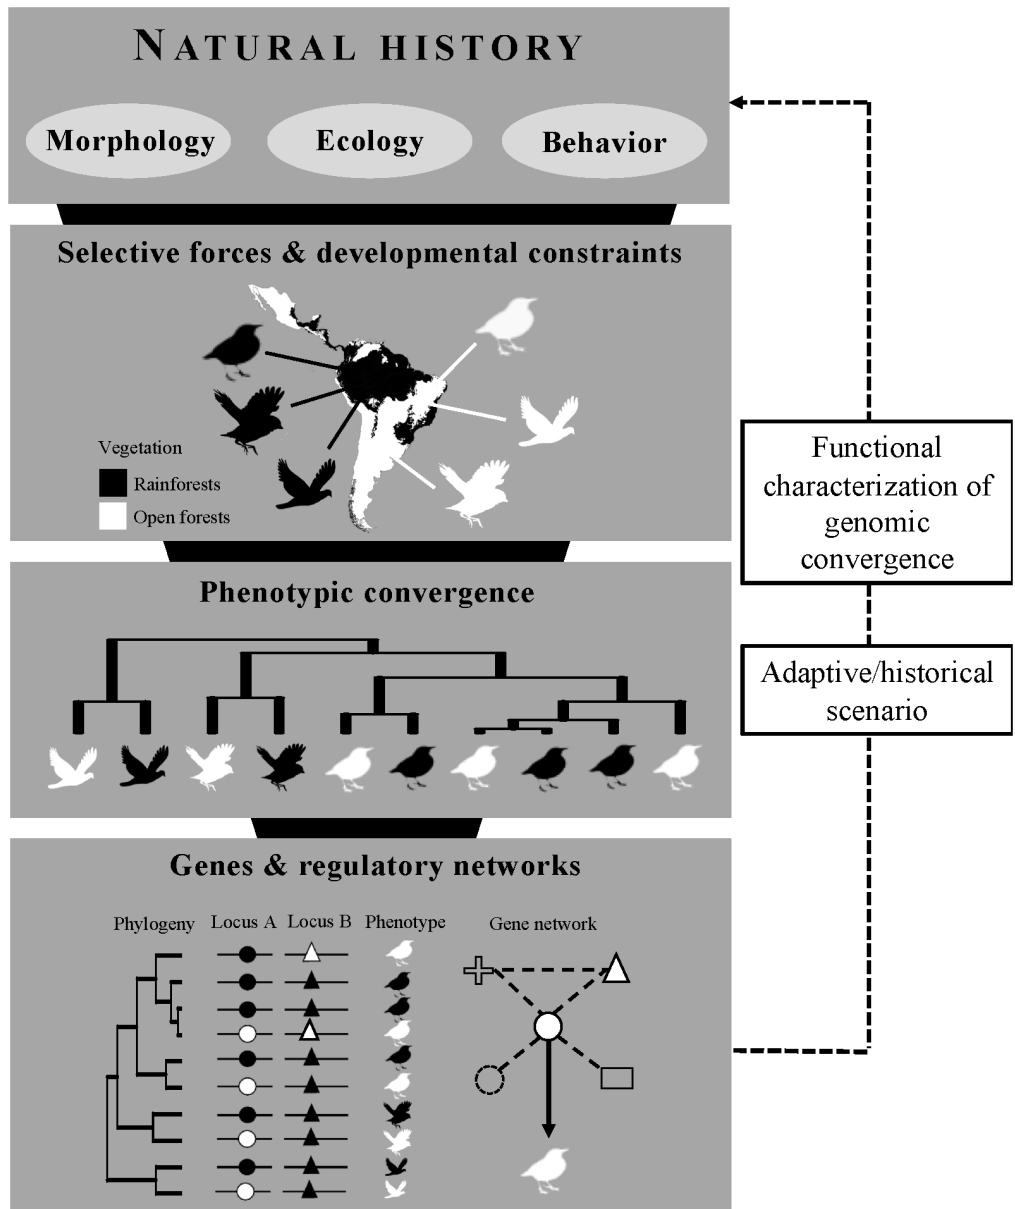 NATURAL HISTORY
Morphology
Ecology
Behavior
Selective forces & developmental constraints
Vegetation
Rainforests
Open forests
Phenotypic convergence
Genes & regulatory networks
Phylogeny
Locus A
Locus B
Phenotype
Gene network
Functional
characterization of
genomic
convergence
Adaptive/historical
scenario